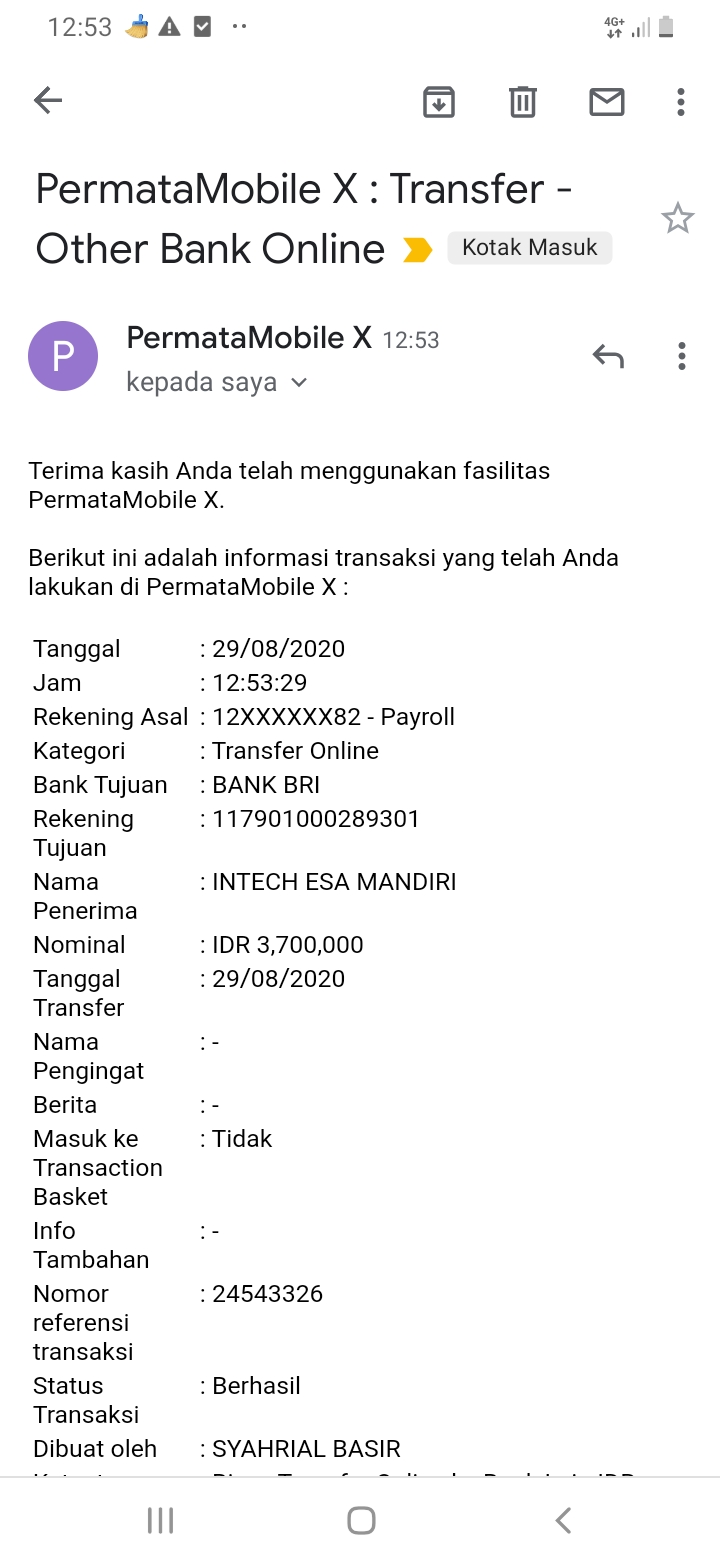 12:53
4G+
PermataMobile X : Transfer -
Other Bank Online Kotak Masuk
P
PermataMobile X 12:53
kepada saya
Terima kasih Anda telah menggunakan fasilitas
PermataMobile X.
Berikut ini adalah informasi transaksi yang telah Anda
lakukan di PermataMobile X :
Tanggal : 29/08/2020
Jam : 12:53:29
Rekening Asal : 12XXXXXX82 - Payroll
Kategori : Transfer Online
Bank Tujuan : BANK BRI
Rekening : 117901000289301
Tujuan
Nama : INTECH ESA MANDIRI
Penerima
Nominal : IDR 3,700,000
Tanggal : 29/08/2020
Transfer
Nama : -
Pengingat
Berita : -
Masuk ke : Tidak
Transaction
Basket
Info : -
Tambahan
Nomor : 24543326
referensi
transaksi
Status : Berhasil
Transaksi
Dibuat oleh : SYAHRIAL BASIR